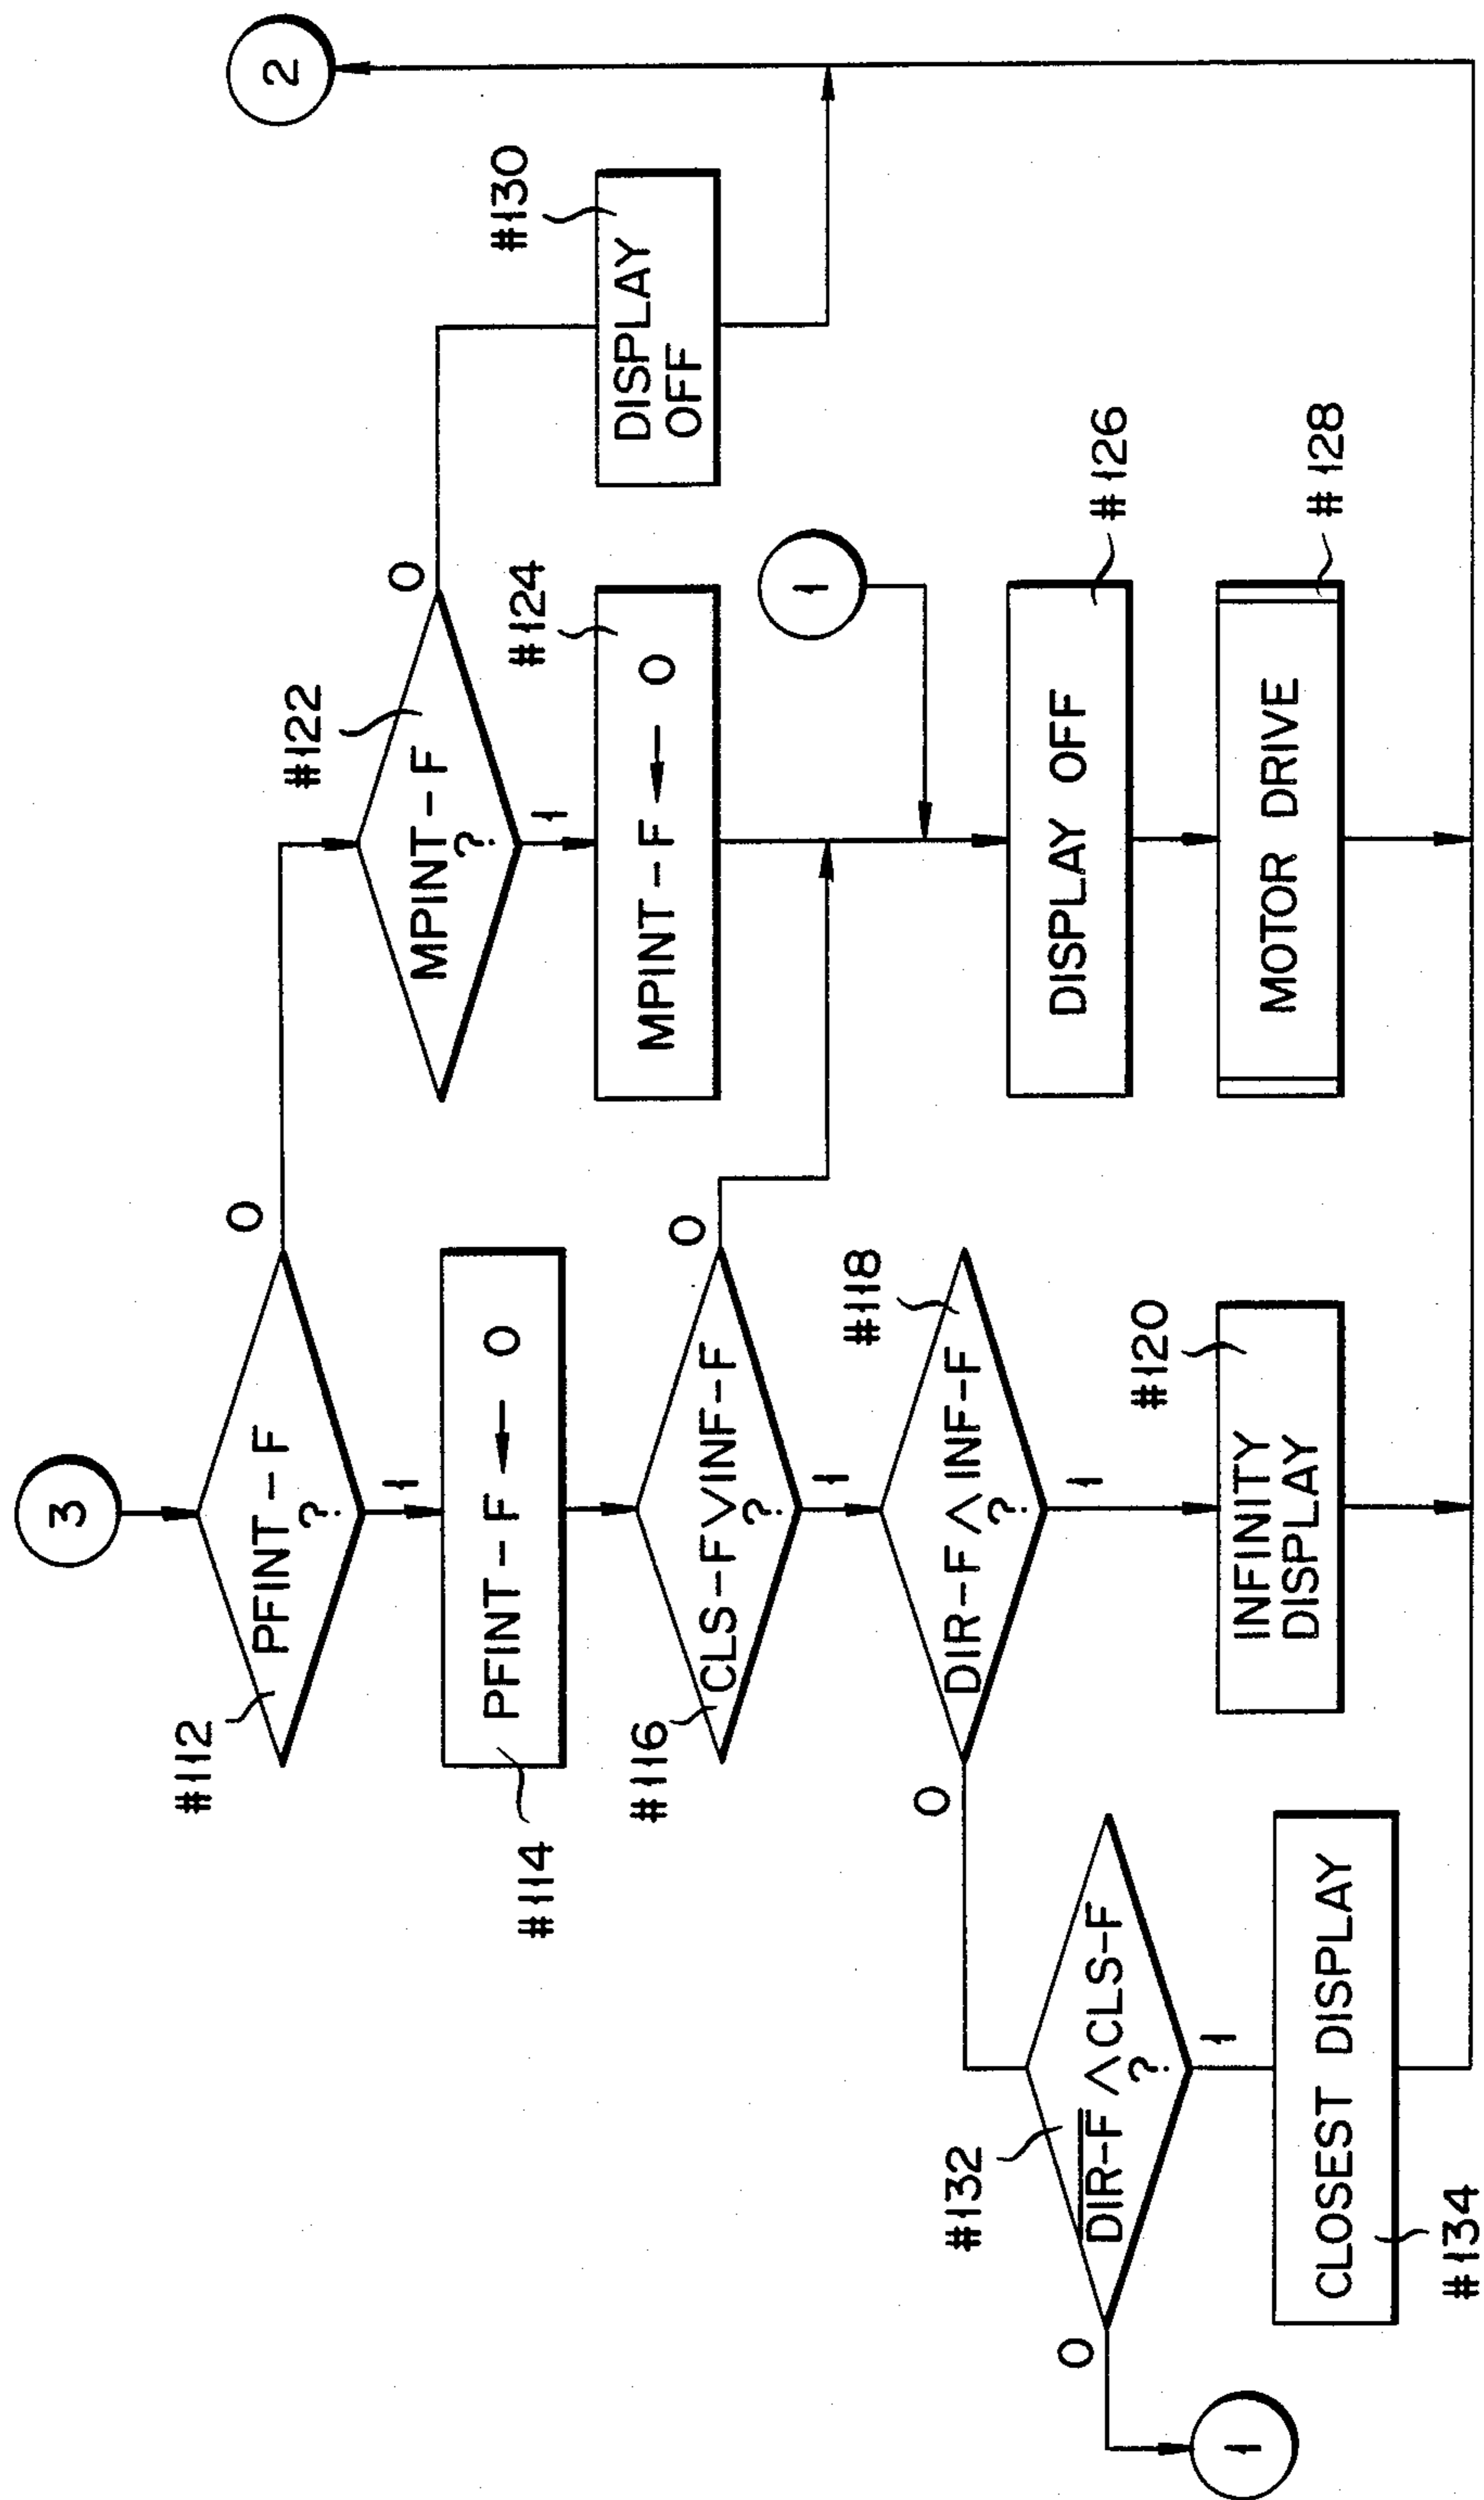 3
#112
PFINT-F
?
0
1
#114
PFINT-F ← 0
#116
CLS-F∨INF-F
?
0
1
#118
DIR-F ∧ INF-F
?
0
1
#120
INFINITY
DISPLAY
#132
D̅I̅R̅-̅F̅ ∧ CLS-F
?
0
1
1
CLOSEST DISPLAY
#134
#122
MPINT-F
?
0
1
#124
MPINT-F ← 0
1
DISPLAY OFF
#126
MOTOR DRIVE
#128
#130
DISPLAY
OFF
2